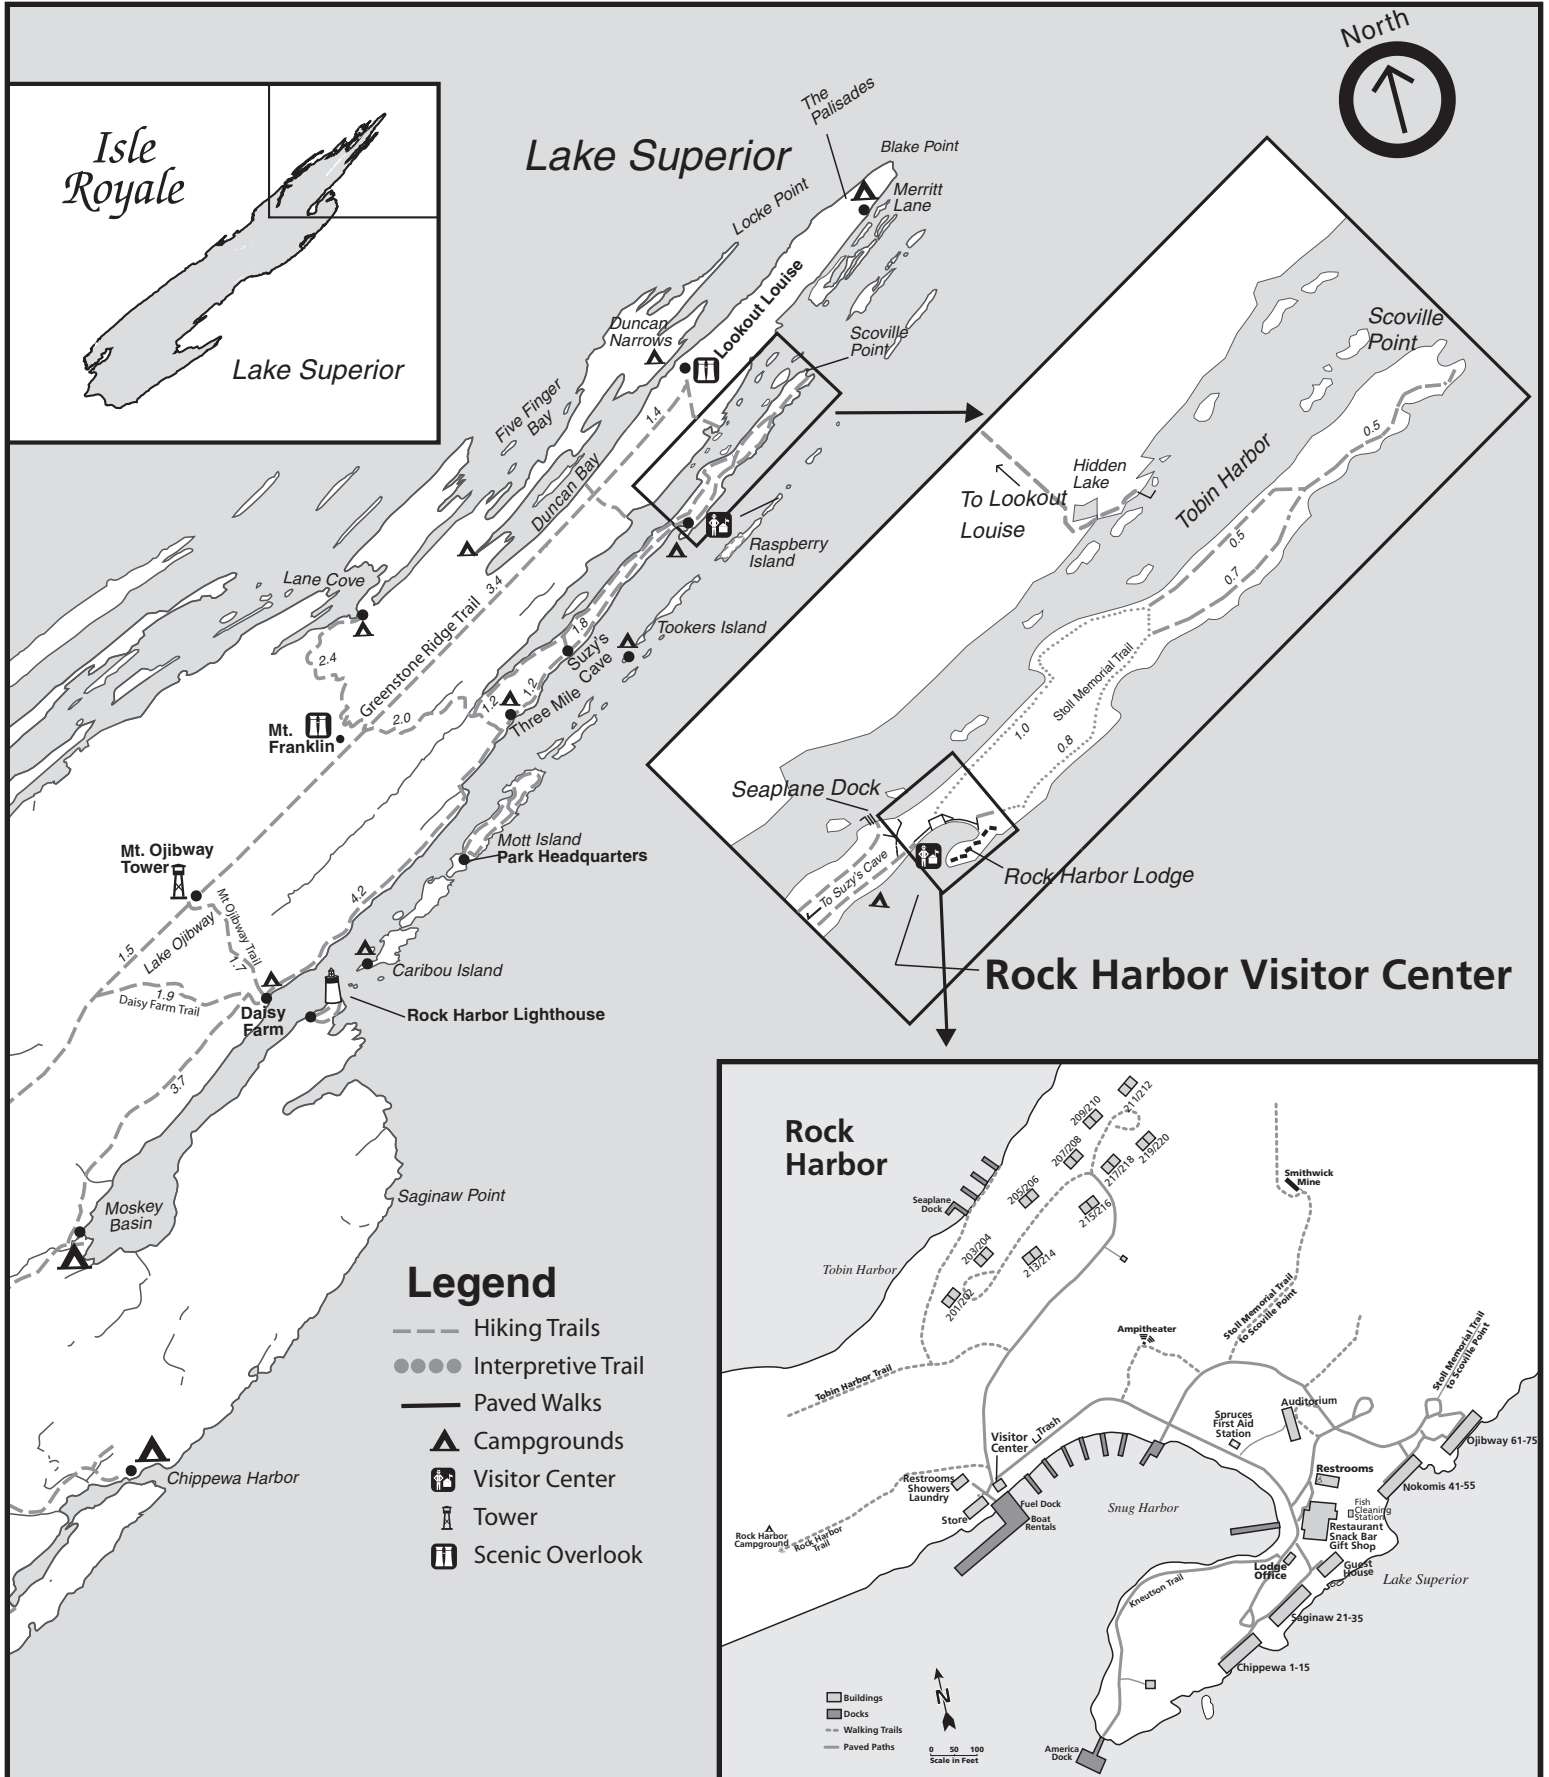 North
Isle
Royale
Lake Superior
Lake Superior
The
Palisades
Blake Point
Merritt
Lane
Locke Point
Lookout Louise
Duncan
Narrows
Scoville
Point
Five Finger
Bay
1.4
Duncan Bay
Raspberry
Island
Lane Cove
3.4
Greenstone Ridge Trail
2.4
1.8
Suzy's
Cave
Tookers Island
1.2
1.2
Three Mile
2.0
Mt.
Franklin
Mott Island
Park Headquarters
Mt. Ojibway
Tower
Mt Ojibway Trail
4.2
1.5
Lake Ojibway
1.7
Caribou Island
1.9
Daisy Farm Trail
Daisy
Farm
Rock Harbor Lighthouse
3.7
Moskey
Basin
Saginaw Point
Chippewa Harbor
Scoville
Point
0.5
Hidden
Lake
Tobin Harbor
To Lookout
Louise
0.5
0.7
Stoll Memorial Trail
1.0
0.8
Seaplane Dock
To Suzy's Cave
Rock Harbor Lodge
Rock Harbor Visitor Center
Legend
Hiking Trails
Interpretive Trail
Paved Walks
Campgrounds
Visitor Center
Tower
Scenic Overlook
Rock
Harbor
211/212
209/210
219/220
207/208
217/218
205/206
215/216
203/204
213/214
201/202
Smithwick
Mine
Seaplane
Dock
Tobin Harbor
Stoll Memorial Trail
to Scoville Point
Stoll Memorial Trail
to Scoville Point
Ampitheater
Tobin Harbor Trail
Auditorium
Spruces
First Aid
Station
Trash
Visitor
Center
Ojibway 61-75
Restrooms
Nokomis 41-55
Restrooms
Showers
Laundry
Fuel Dock
Boat
Rentals
Store
Snug Harbor
Fish
Cleaning
Station
Restaurant
Snack Bar
Gift Shop
Rock Harbor
Campground
Rock Harbor
Trail
Lodge
Office
Guest
House
Lake Superior
Kneutson Trail
Saginaw 21-35
Chippewa 1-15
N
Buildings
Docks
Walking Trails
Paved Paths
0 50 100
Scale in Feet
America
Dock